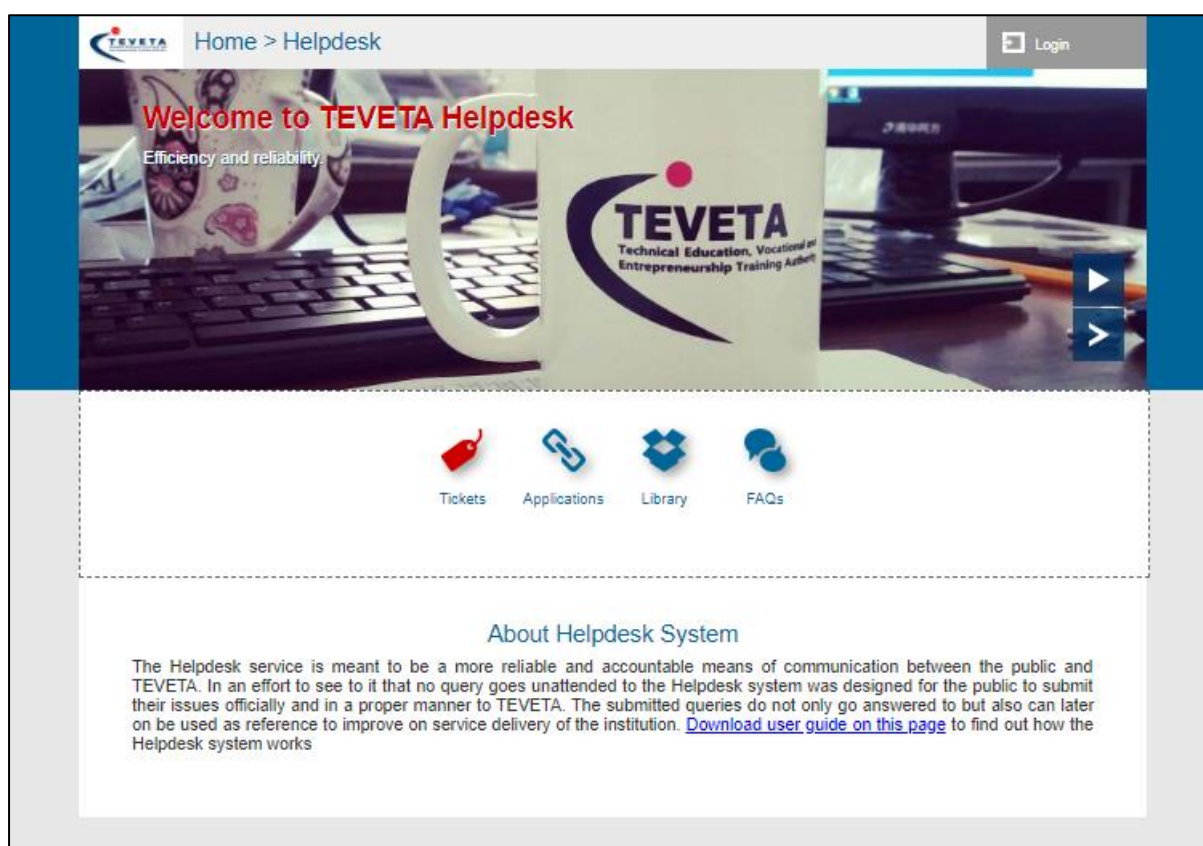 TEVETA
Home > Helpdesk
Login
Welcome to TEVETA Helpdesk
Efficiency and reliability.
TEVETA
Technical Education, Vocational and
Entrepreneurship Training Authority
Tickets
Applications
Library
FAQs
About Helpdesk System
The Helpdesk service is meant to be a more reliable and accountable means of communication between the public and
TEVETA. In an effort to see to it that no query goes unattended to the Helpdesk system was designed for the public to submit
their issues officially and in a proper manner to TEVETA. The submitted queries do not only go answered to but also can later
on be used as reference to improve on service delivery of the institution. Download user guide on this page to find out how the
Helpdesk system works